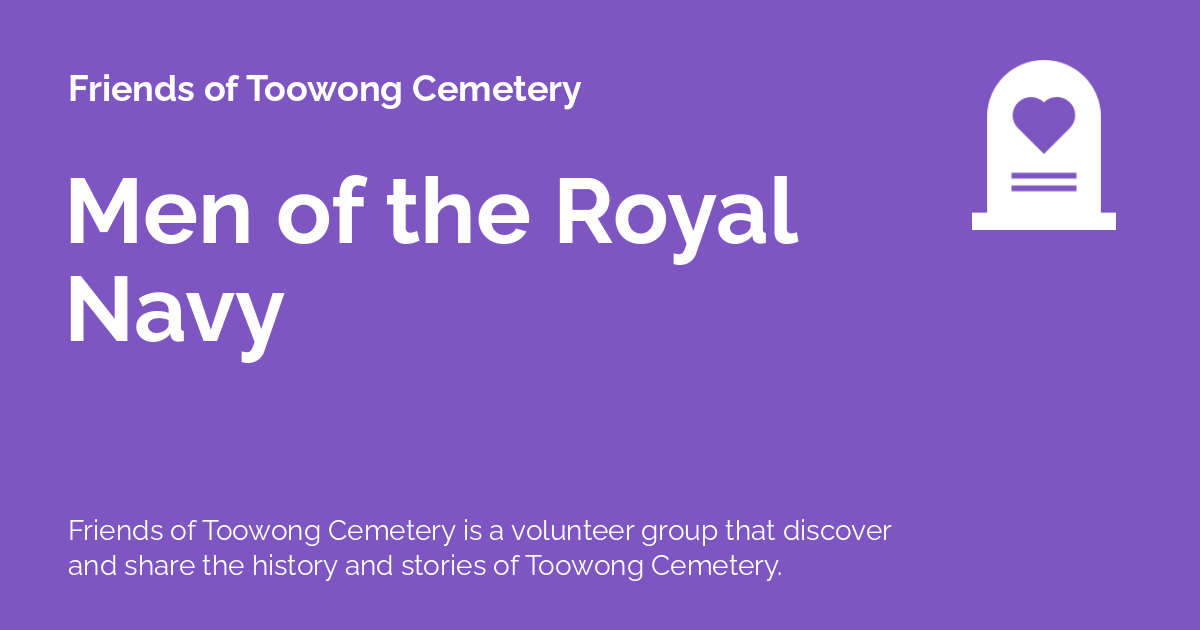 Friends of Toowong Cemetery
Men of the Royal
Navy
Friends of Toowong Cemetery is a volunteer group that discover
and share the history and stories of Toowong Cemetery.